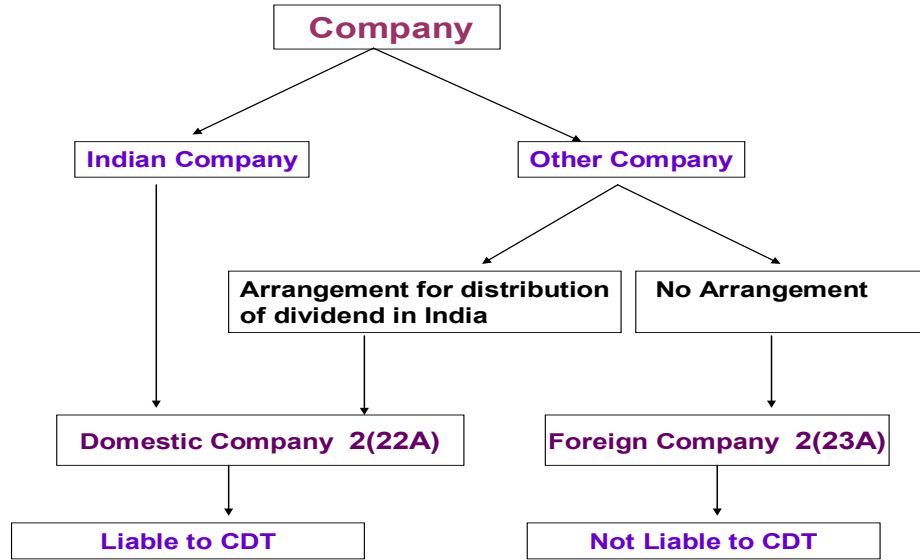 Company
Indian Company
Other Company
Arrangement for distribution
of dividend in India
No Arrangement
Domestic Company 2(22A)
Foreign Company 2(23A)
Liable to CDT
Not Liable to CDT